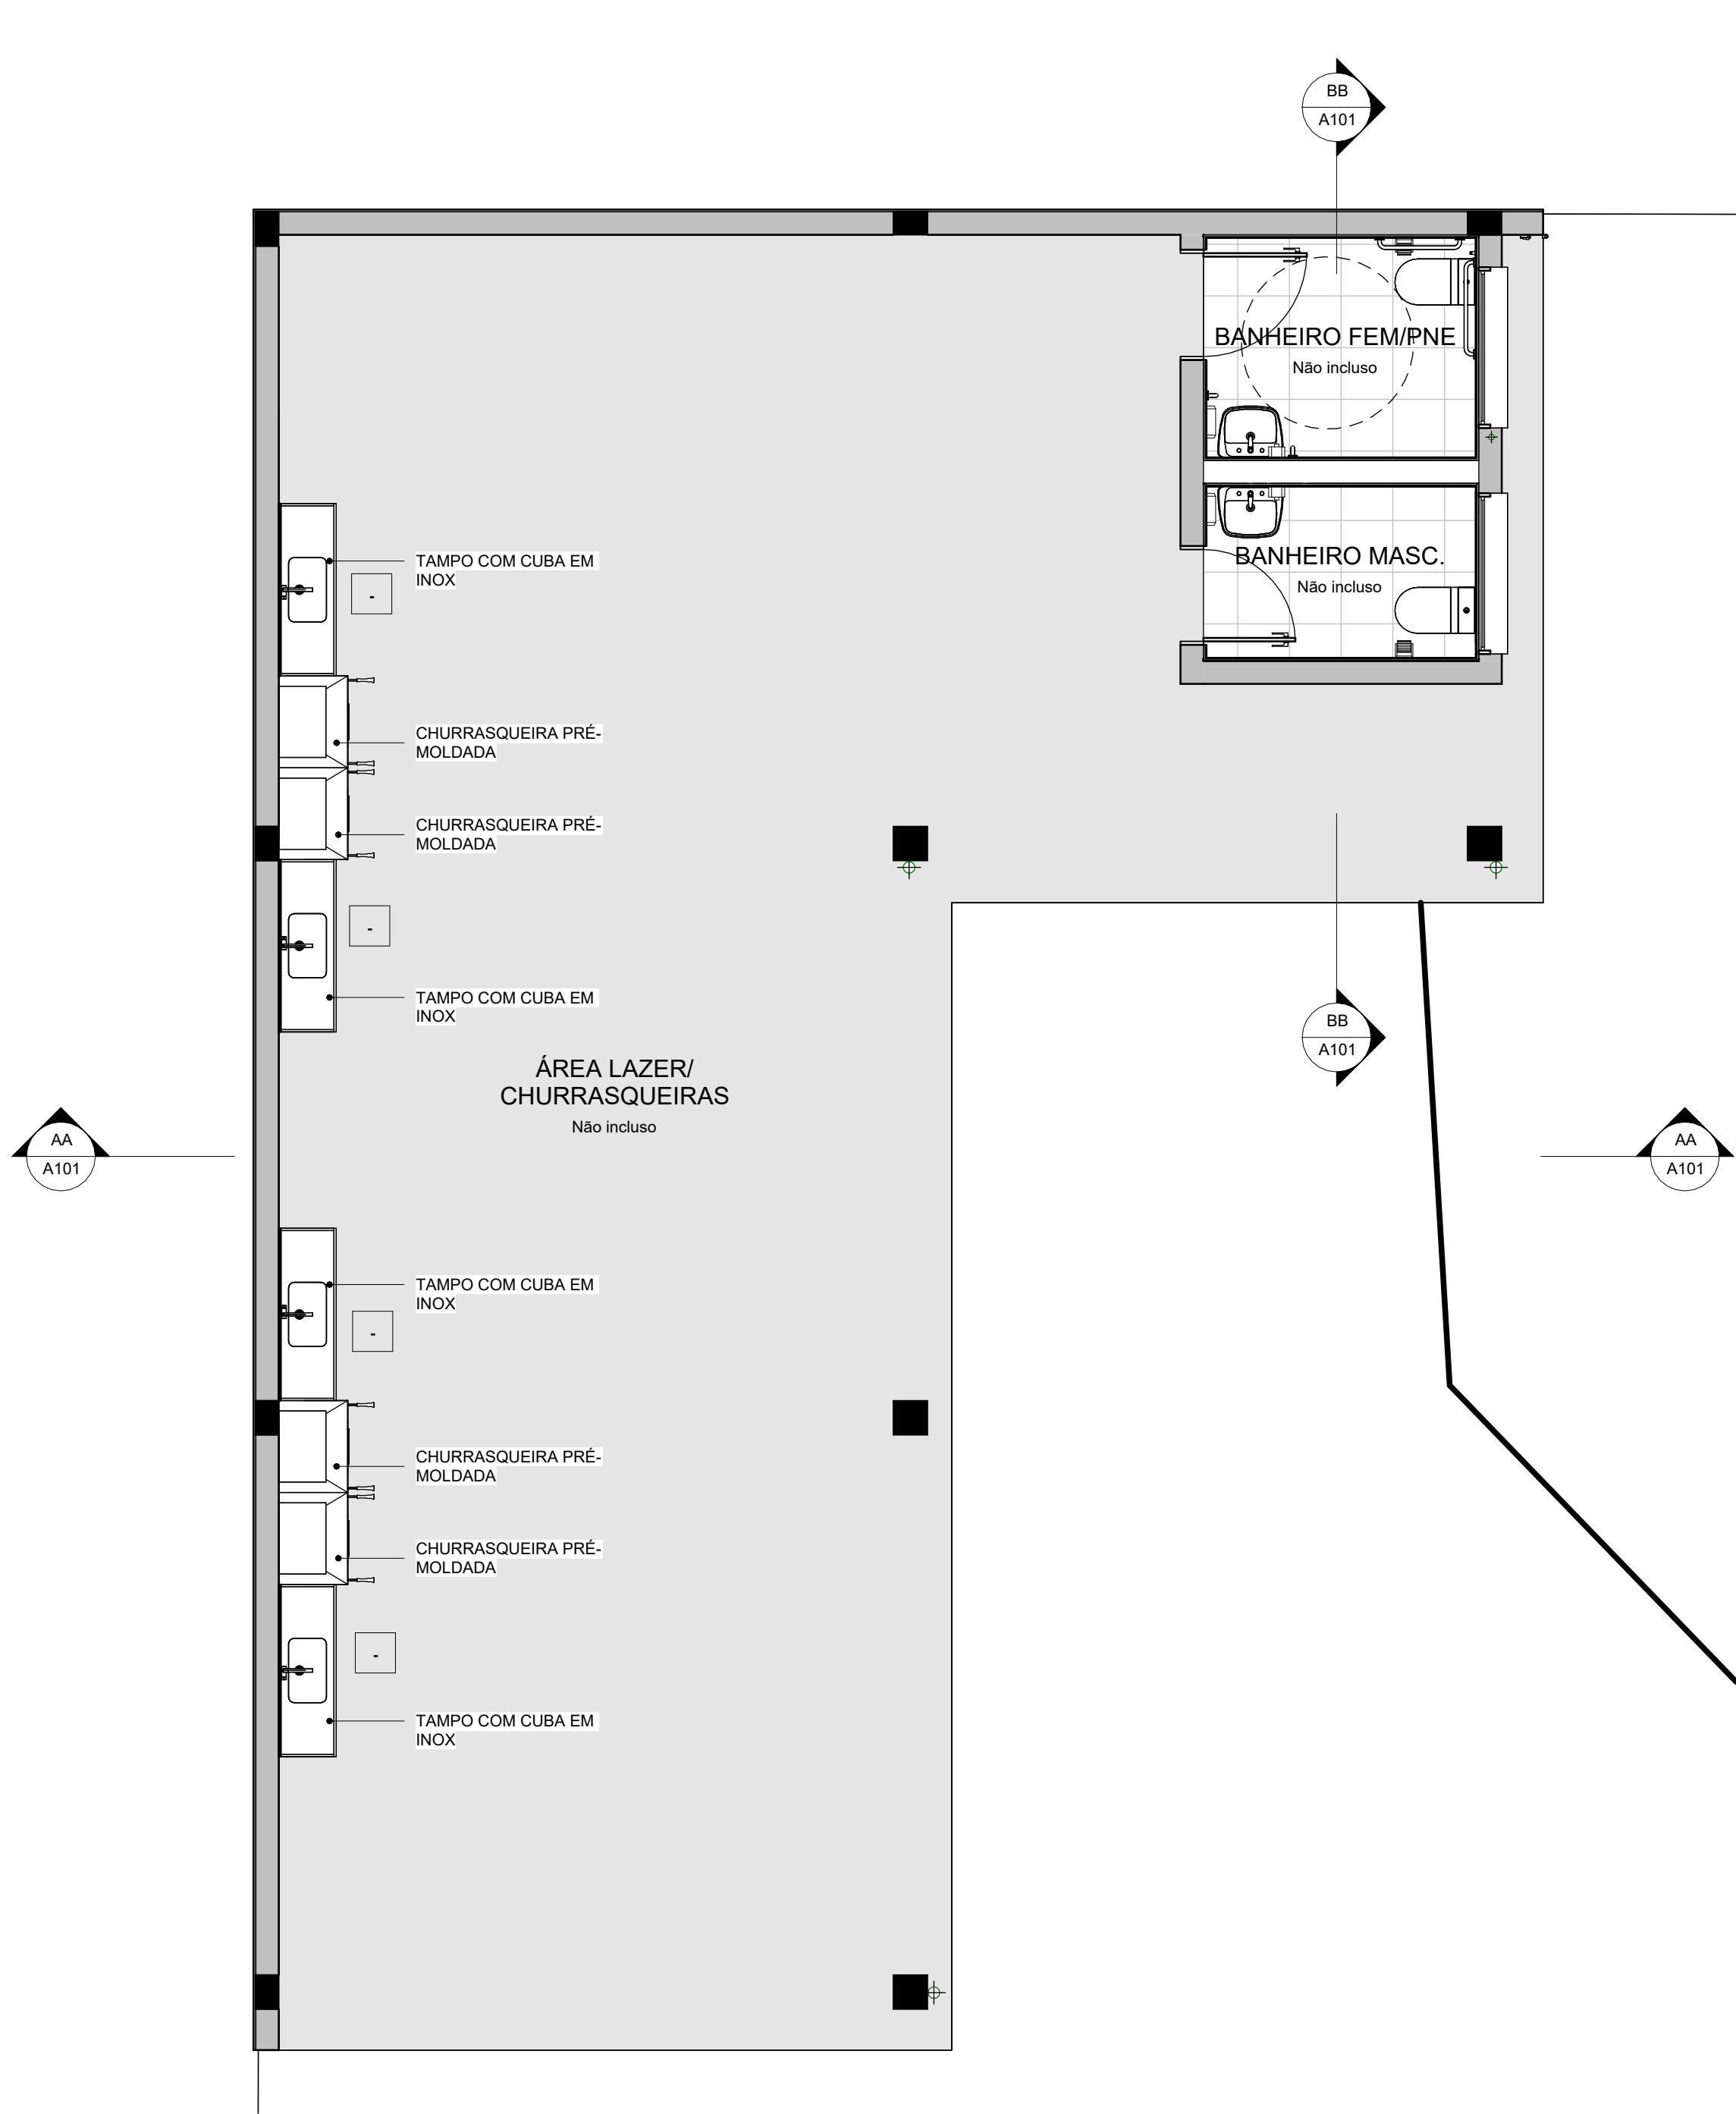 BB
A101
BANHEIRO FEM/PNE
Não incluso
BANHEIRO MASC.
Não incluso
TAMPO COM CUBA EM
INOX
-
CHURRASQUEIRA PRÉ-
MOLDADA
CHURRASQUEIRA PRÉ-
MOLDADA
-
TAMPO COM CUBA EM
INOX
BB
A101
ÁREA LAZER/
CHURRASQUEIRAS
Não incluso
AA
A101
AA
A101
TAMPO COM CUBA EM
INOX
-
CHURRASQUEIRA PRÉ-
MOLDADA
CHURRASQUEIRA PRÉ-
MOLDADA
-
TAMPO COM CUBA EM
INOX